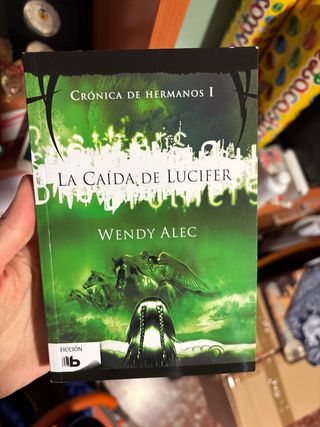 CRÓNICA DE HERMANOS I
LA CAÍDA DE LUCIFER
WENDY ALEC
FICCIÓN
b